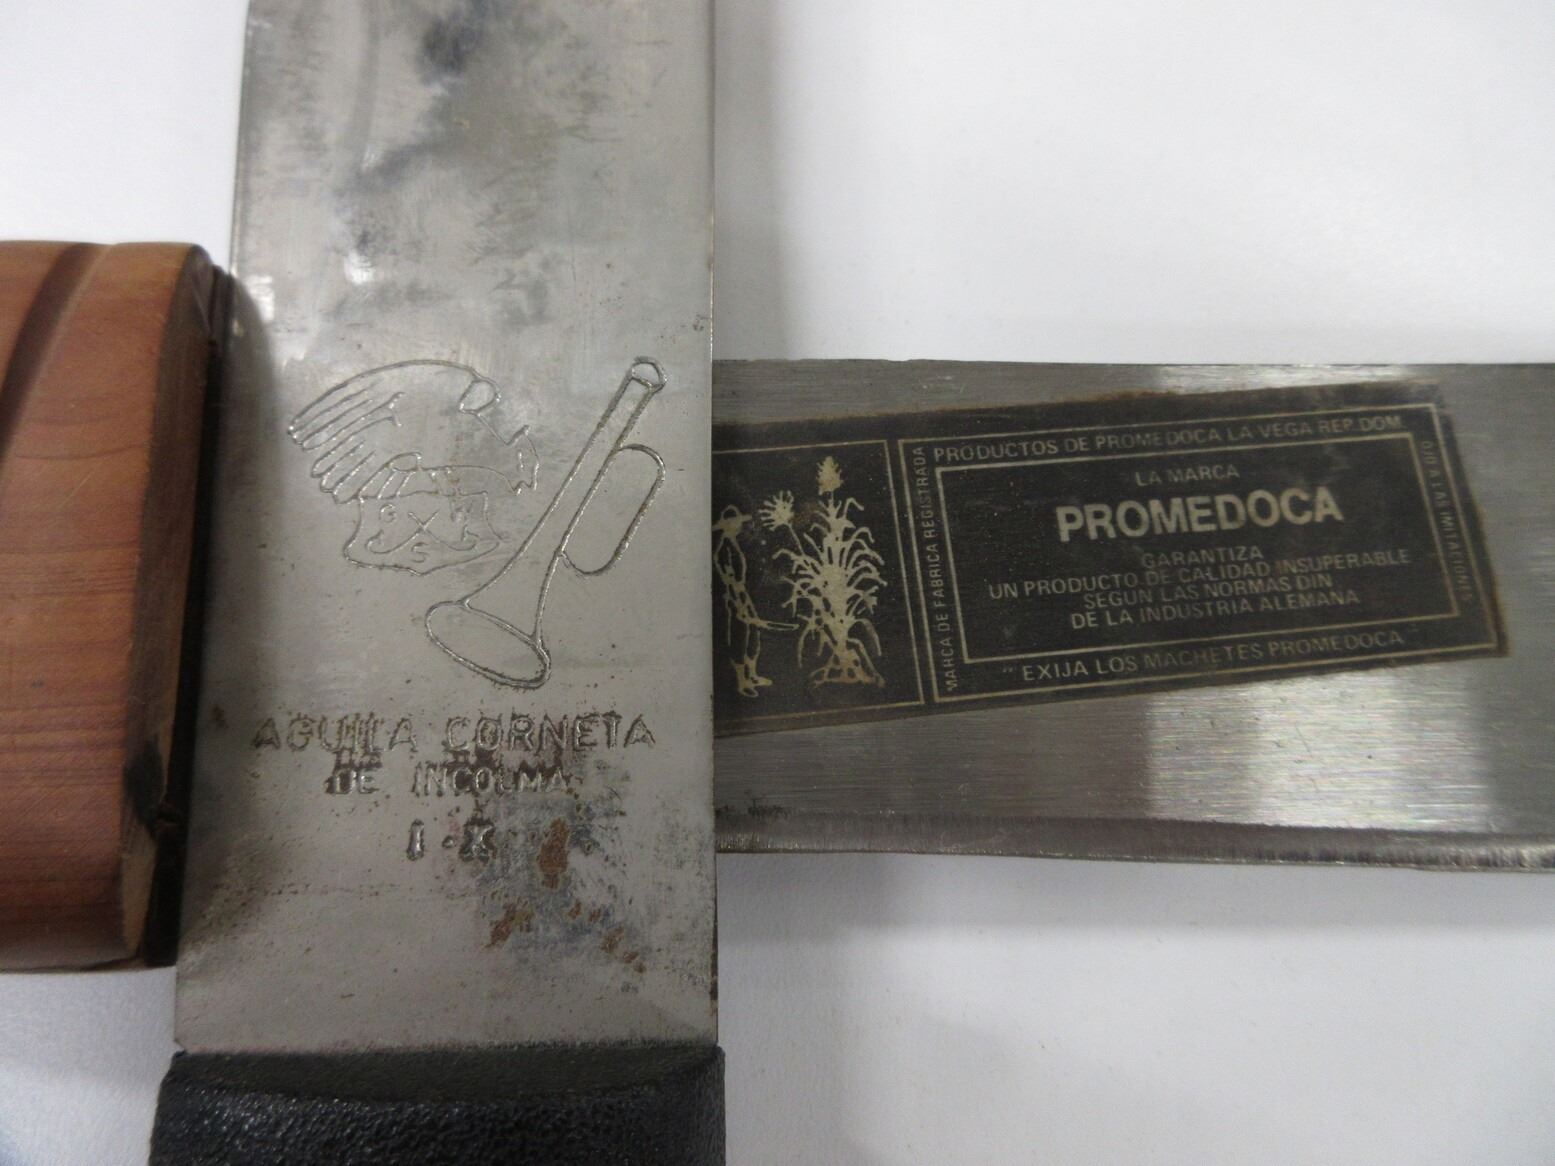 AGUILA CORNETA
DE INCOLMA
1-X
PRODUCTOS DE PROMEDOCA LA VEGA REP.DOM.
MARCA DE FABRICA REGISTRADA
LA MARCA
PROMEDOCA
GARANTIZA
UN PRODUCTO DE CALIDAD INSUPERABLE
SEGUN LAS NORMAS DIN
DE LA INDUSTRIA ALEMANA
" EXIJA LOS MACHETES PROMEDOCA "